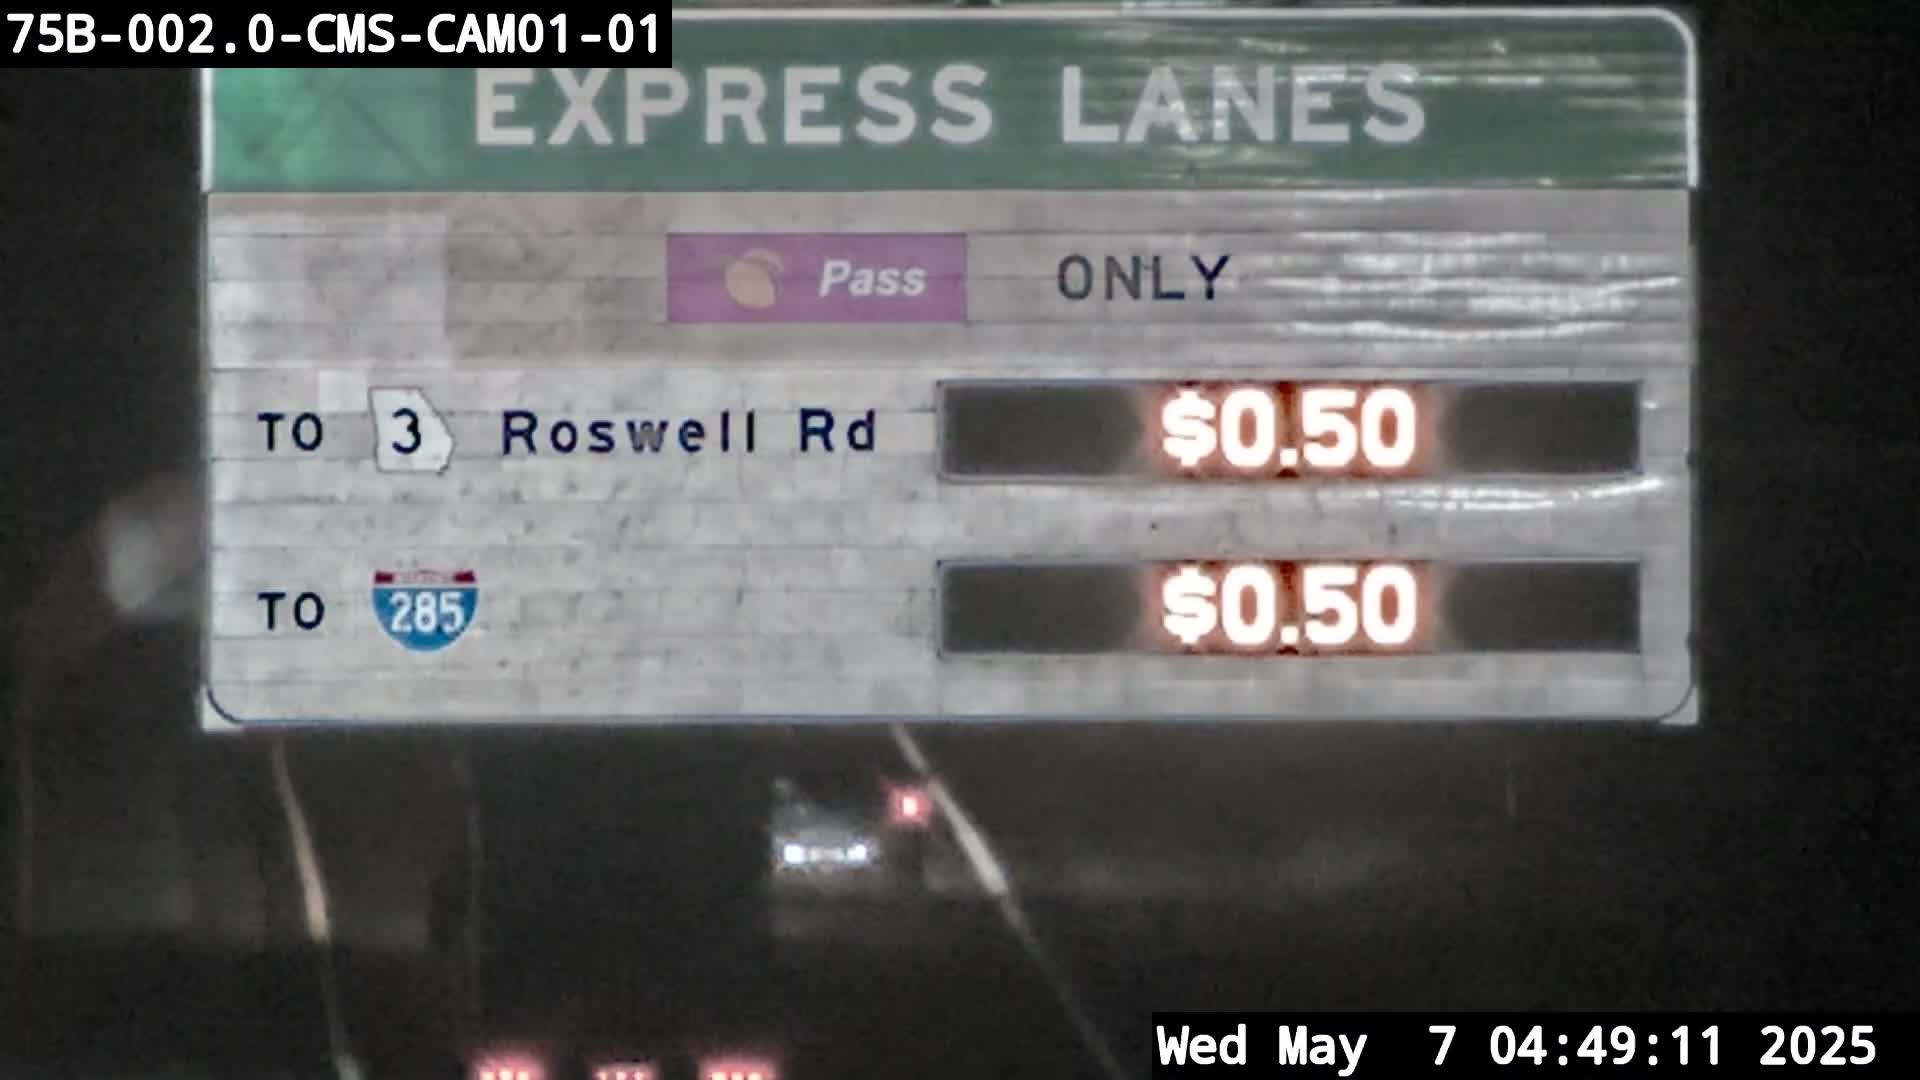 75B-002.0-CMS-CAM01-01
EXPRESS LANES
Pass ONLY
TO 3 Roswell Rd $0.50
TO 285 $0.50
Wed May 7 04:49:11 2025